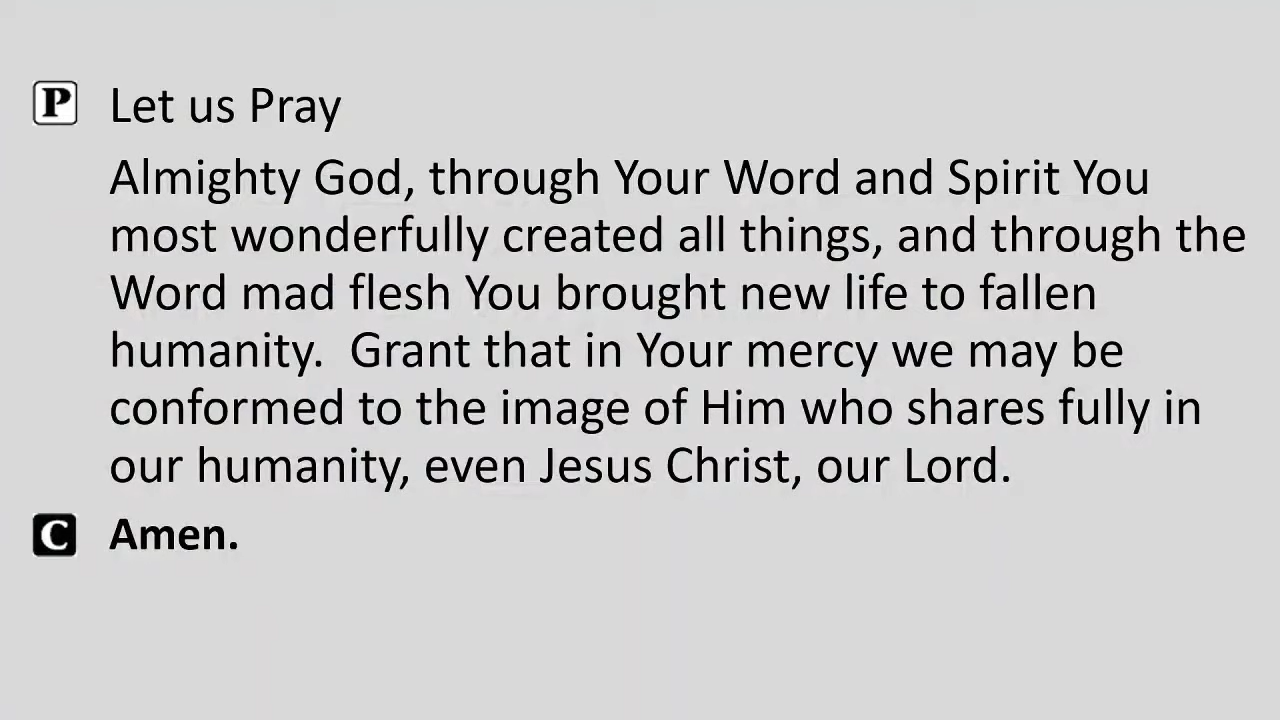 P Let us Pray
Almighty God, through Your Word and Spirit You
most wonderfully created all things, and through the
Word mad flesh You brought new life to fallen
humanity.  Grant that in Your mercy we may be
conformed to the image of Him who shares fully in
our humanity, even Jesus Christ, our Lord.
C Amen.